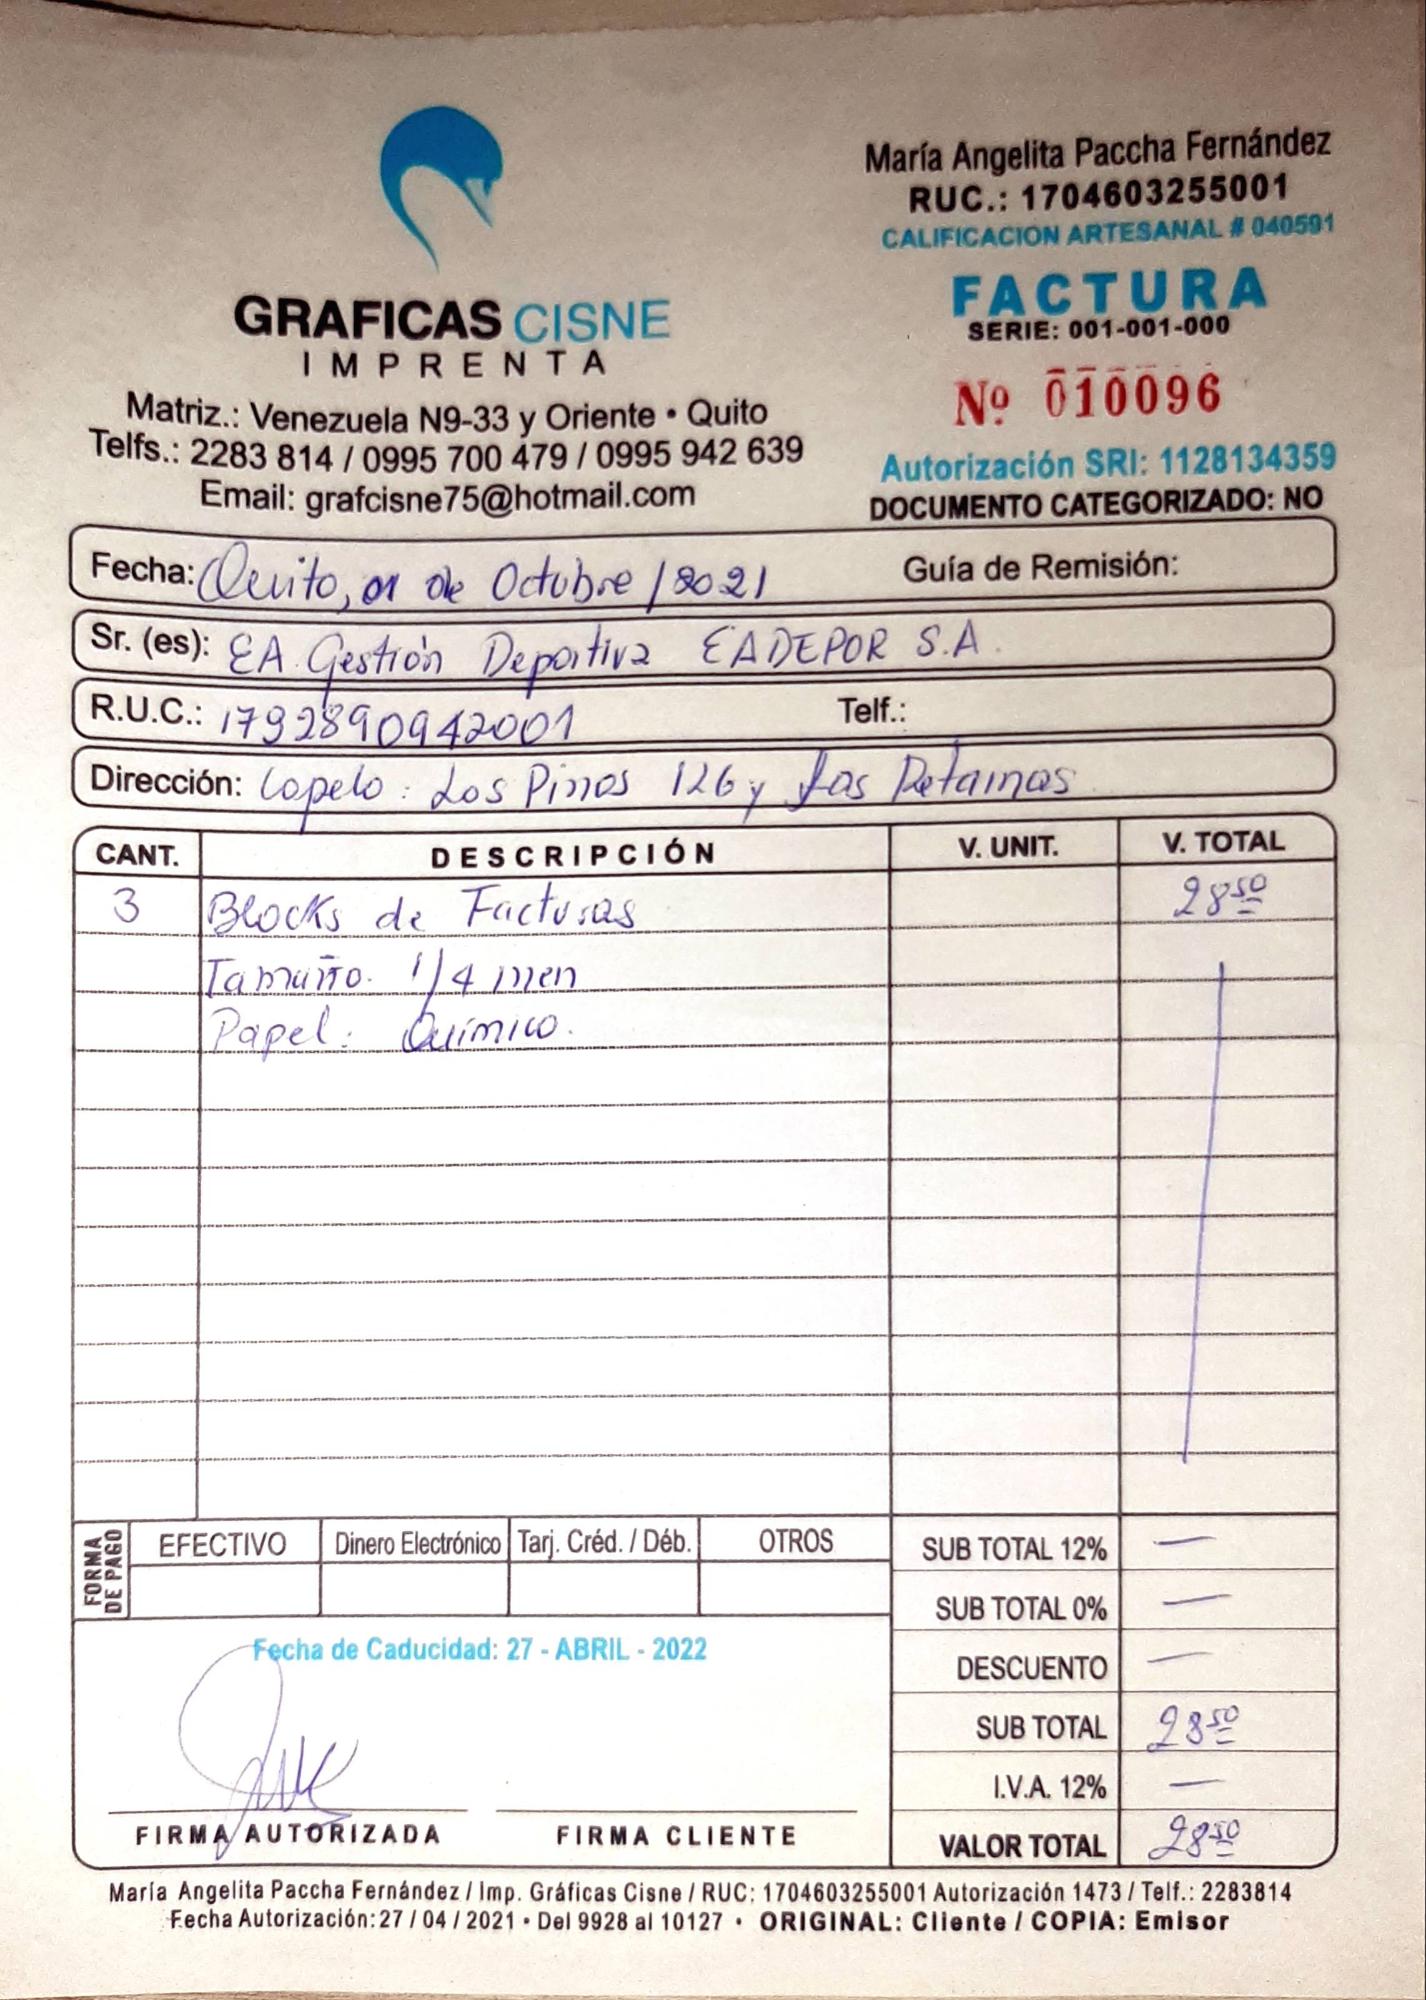 GRAFICAS CISNE
IMPRENTA
Matriz.: Venezuela N9-33 y Oriente • Quito
Telfs.: 2283 814 / 0995 700 479 / 0995 942 639
Email: grafcisne75@hotmail.com
María Angelita Paccha Fernández
RUC.: 1704603255001
CALIFICACION ARTESANAL # 040591
FACTURA
SERIE: 001-001-000
Nº 010096
Autorización SRI: 1128134359
DOCUMENTO CATEGORIZADO: NO
Fecha: Quito, 01 de Octubre / 2021 Guía de Remisión:
Sr. (es): EA Gestión Deportiva EADEPOR S.A.
R.U.C.: 1792890942001 Telf.:
Dirección: Capelo: Los Pinos 126 y Las Retamas
CANT. DESCRIPCIÓN V. UNIT. V. TOTAL
3 Blocks de Facturas 28 50
Tamaño. 1/4 men
Papel: Químico.
FORMA DE PAGO EFECTIVO Dinero Electrónico Tarj. Créd. / Déb. OTROS
SUB TOTAL 12% —
SUB TOTAL 0% —
DESCUENTO —
SUB TOTAL 28 50
I.V.A. 12% —
VALOR TOTAL 28 50
Fecha de Caducidad: 27 - ABRIL - 2022
FIRMA AUTORIZADA FIRMA CLIENTE
María Angelita Paccha Fernández / Imp. Gráficas Cisne / RUC: 1704603255001 Autorización 1473 / Telf.: 2283814
Fecha Autorización: 27 / 04 / 2021 • Del 9928 al 10127 • ORIGINAL: Cliente / COPIA: Emisor